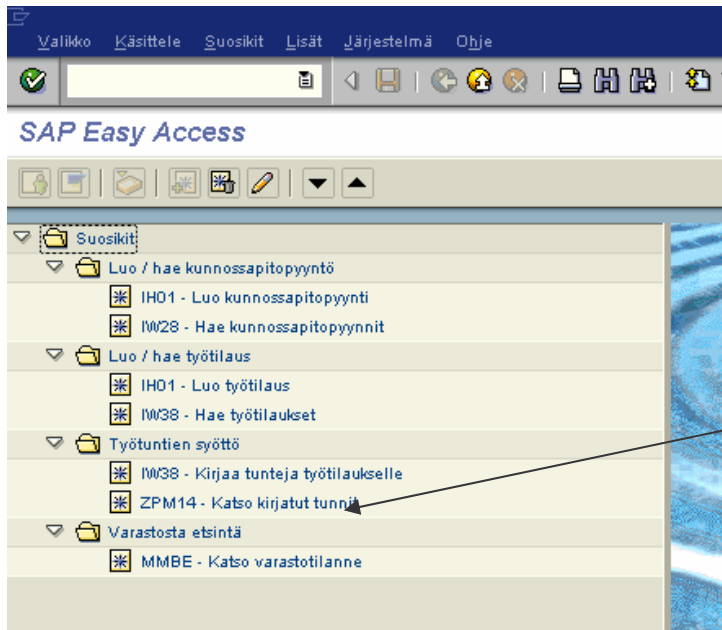 Valikko Käsittele Suosikit Lisät Järjestelmä Ohje
SAP Easy Access
Suosikit
Luo / hae kunnossapitopyyntö
IH01 - Luo kunnossapitopyynti
IW28 - Hae kunnossapitopyynnit
Luo / hae työtilaus
IH01 - Luo työtilaus
IW38 - Hae työtilaukset
Työtuntien syöttö
IW38 - Kirjaa tunteja työtilaukselle
ZPM14 - Katso kirjatut tunnit
Varastosta etsintä
MMBE - Katso varastotilanne